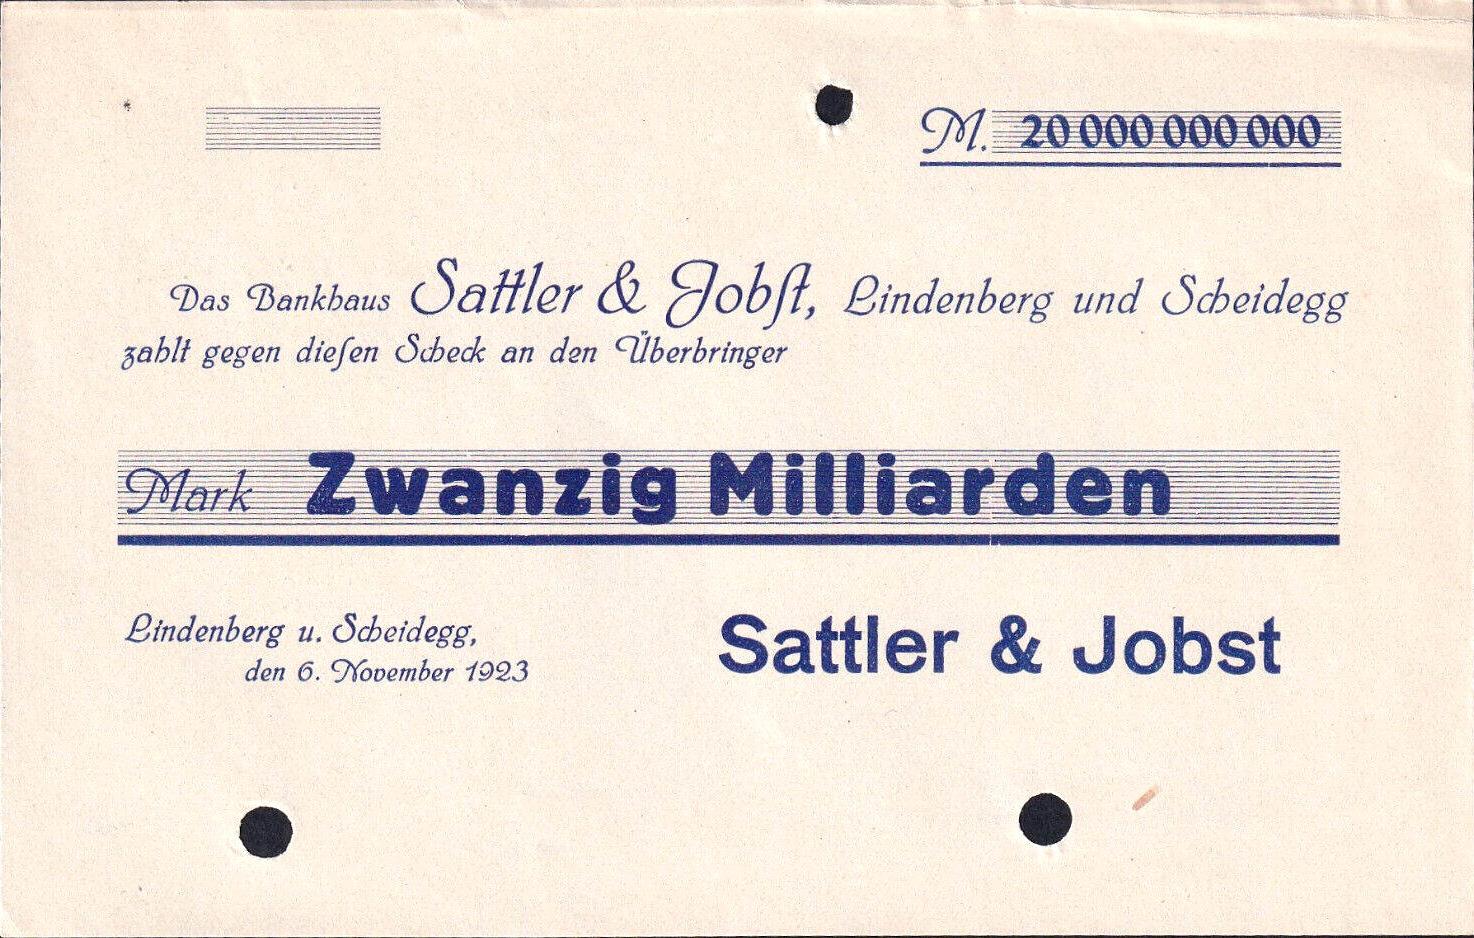 M. 20 000 000 000
Das Bankhaus Sattler & Jobſt, Lindenberg und Scheidegg
zahlt gegen dieſen Scheck an den Überbringer
Mark Zwanzig Milliarden
Lindenberg u. Scheidegg,
den 6. November 1923
Sattler & Jobst